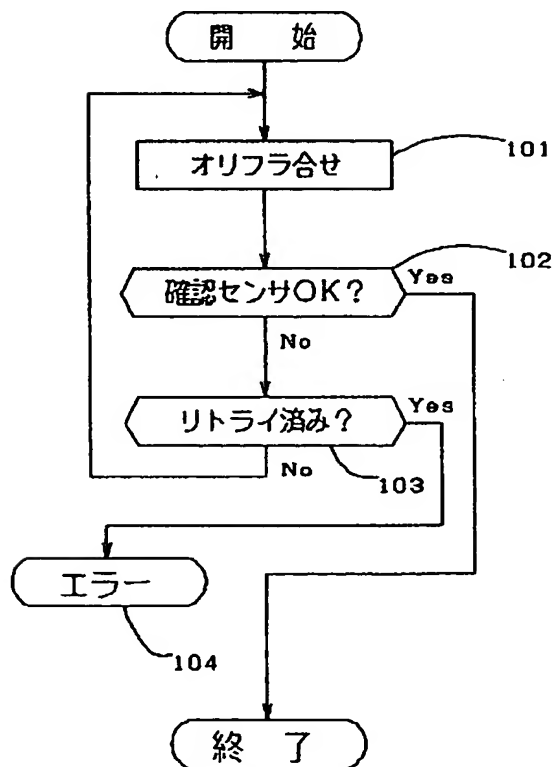 開 始
オリフラ合せ
101
確認センサOK?
102
Yes
No
リトライ済み?
Yes
No
103
エラー
104
終 了